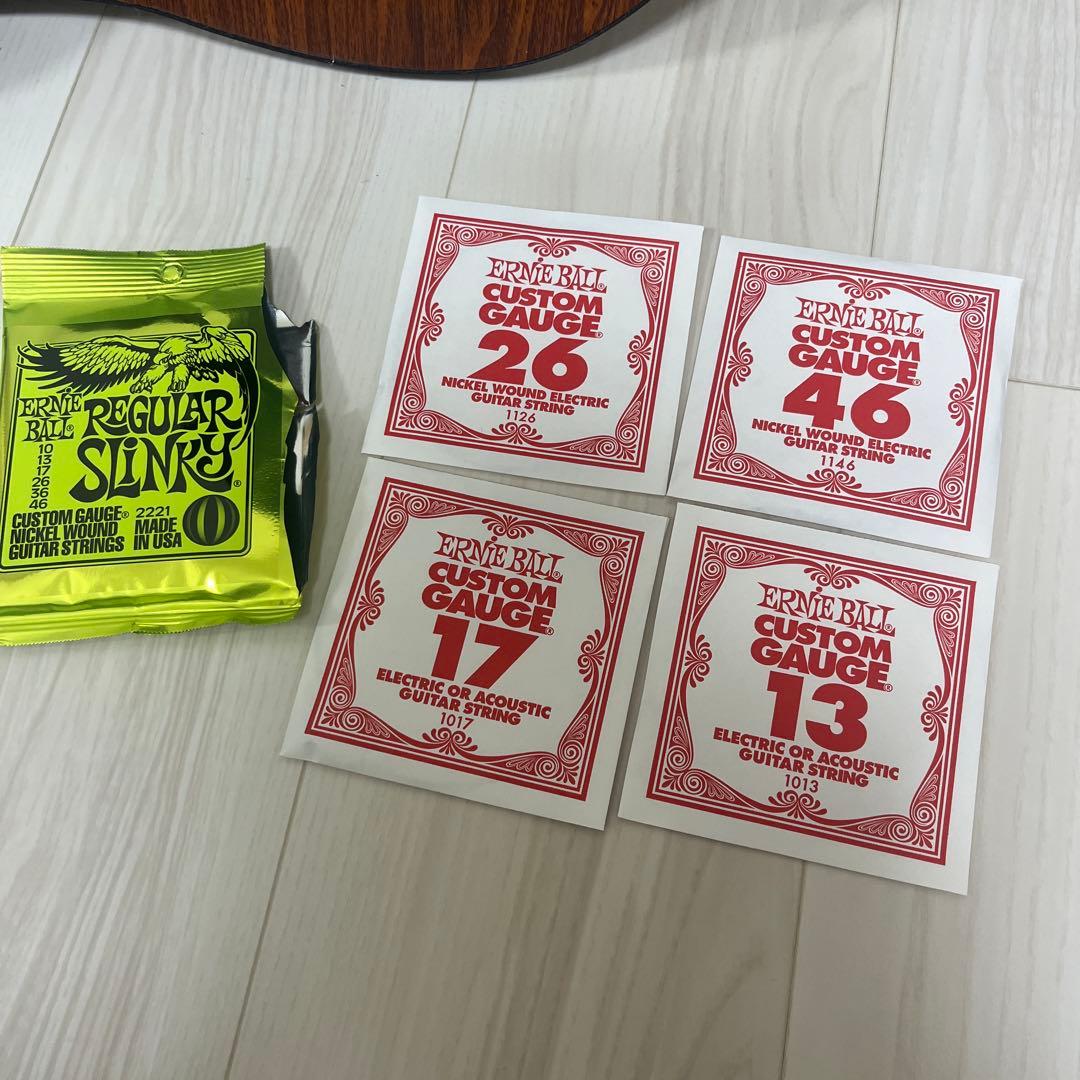 ERNIE
BALL®
REGULAR
SLINKY®
10
13
17
26
36
46
CUSTOM GAUGE®
NICKEL WOUND
GUITAR STRINGS
2221
MADE
IN USA
ERNIE BALL®
CUSTOM
GAUGE®
26
NICKEL WOUND ELECTRIC
GUITAR STRING
1126
ERNIE BALL®
CUSTOM
GAUGE®
46
NICKEL WOUND ELECTRIC
GUITAR STRING
1146
ERNIE BALL®
CUSTOM
GAUGE®
17
ELECTRIC OR ACOUSTIC
GUITAR STRING
1017
ERNIE BALL®
CUSTOM
GAUGE®
13
ELECTRIC OR ACOUSTIC
GUITAR STRING
1013